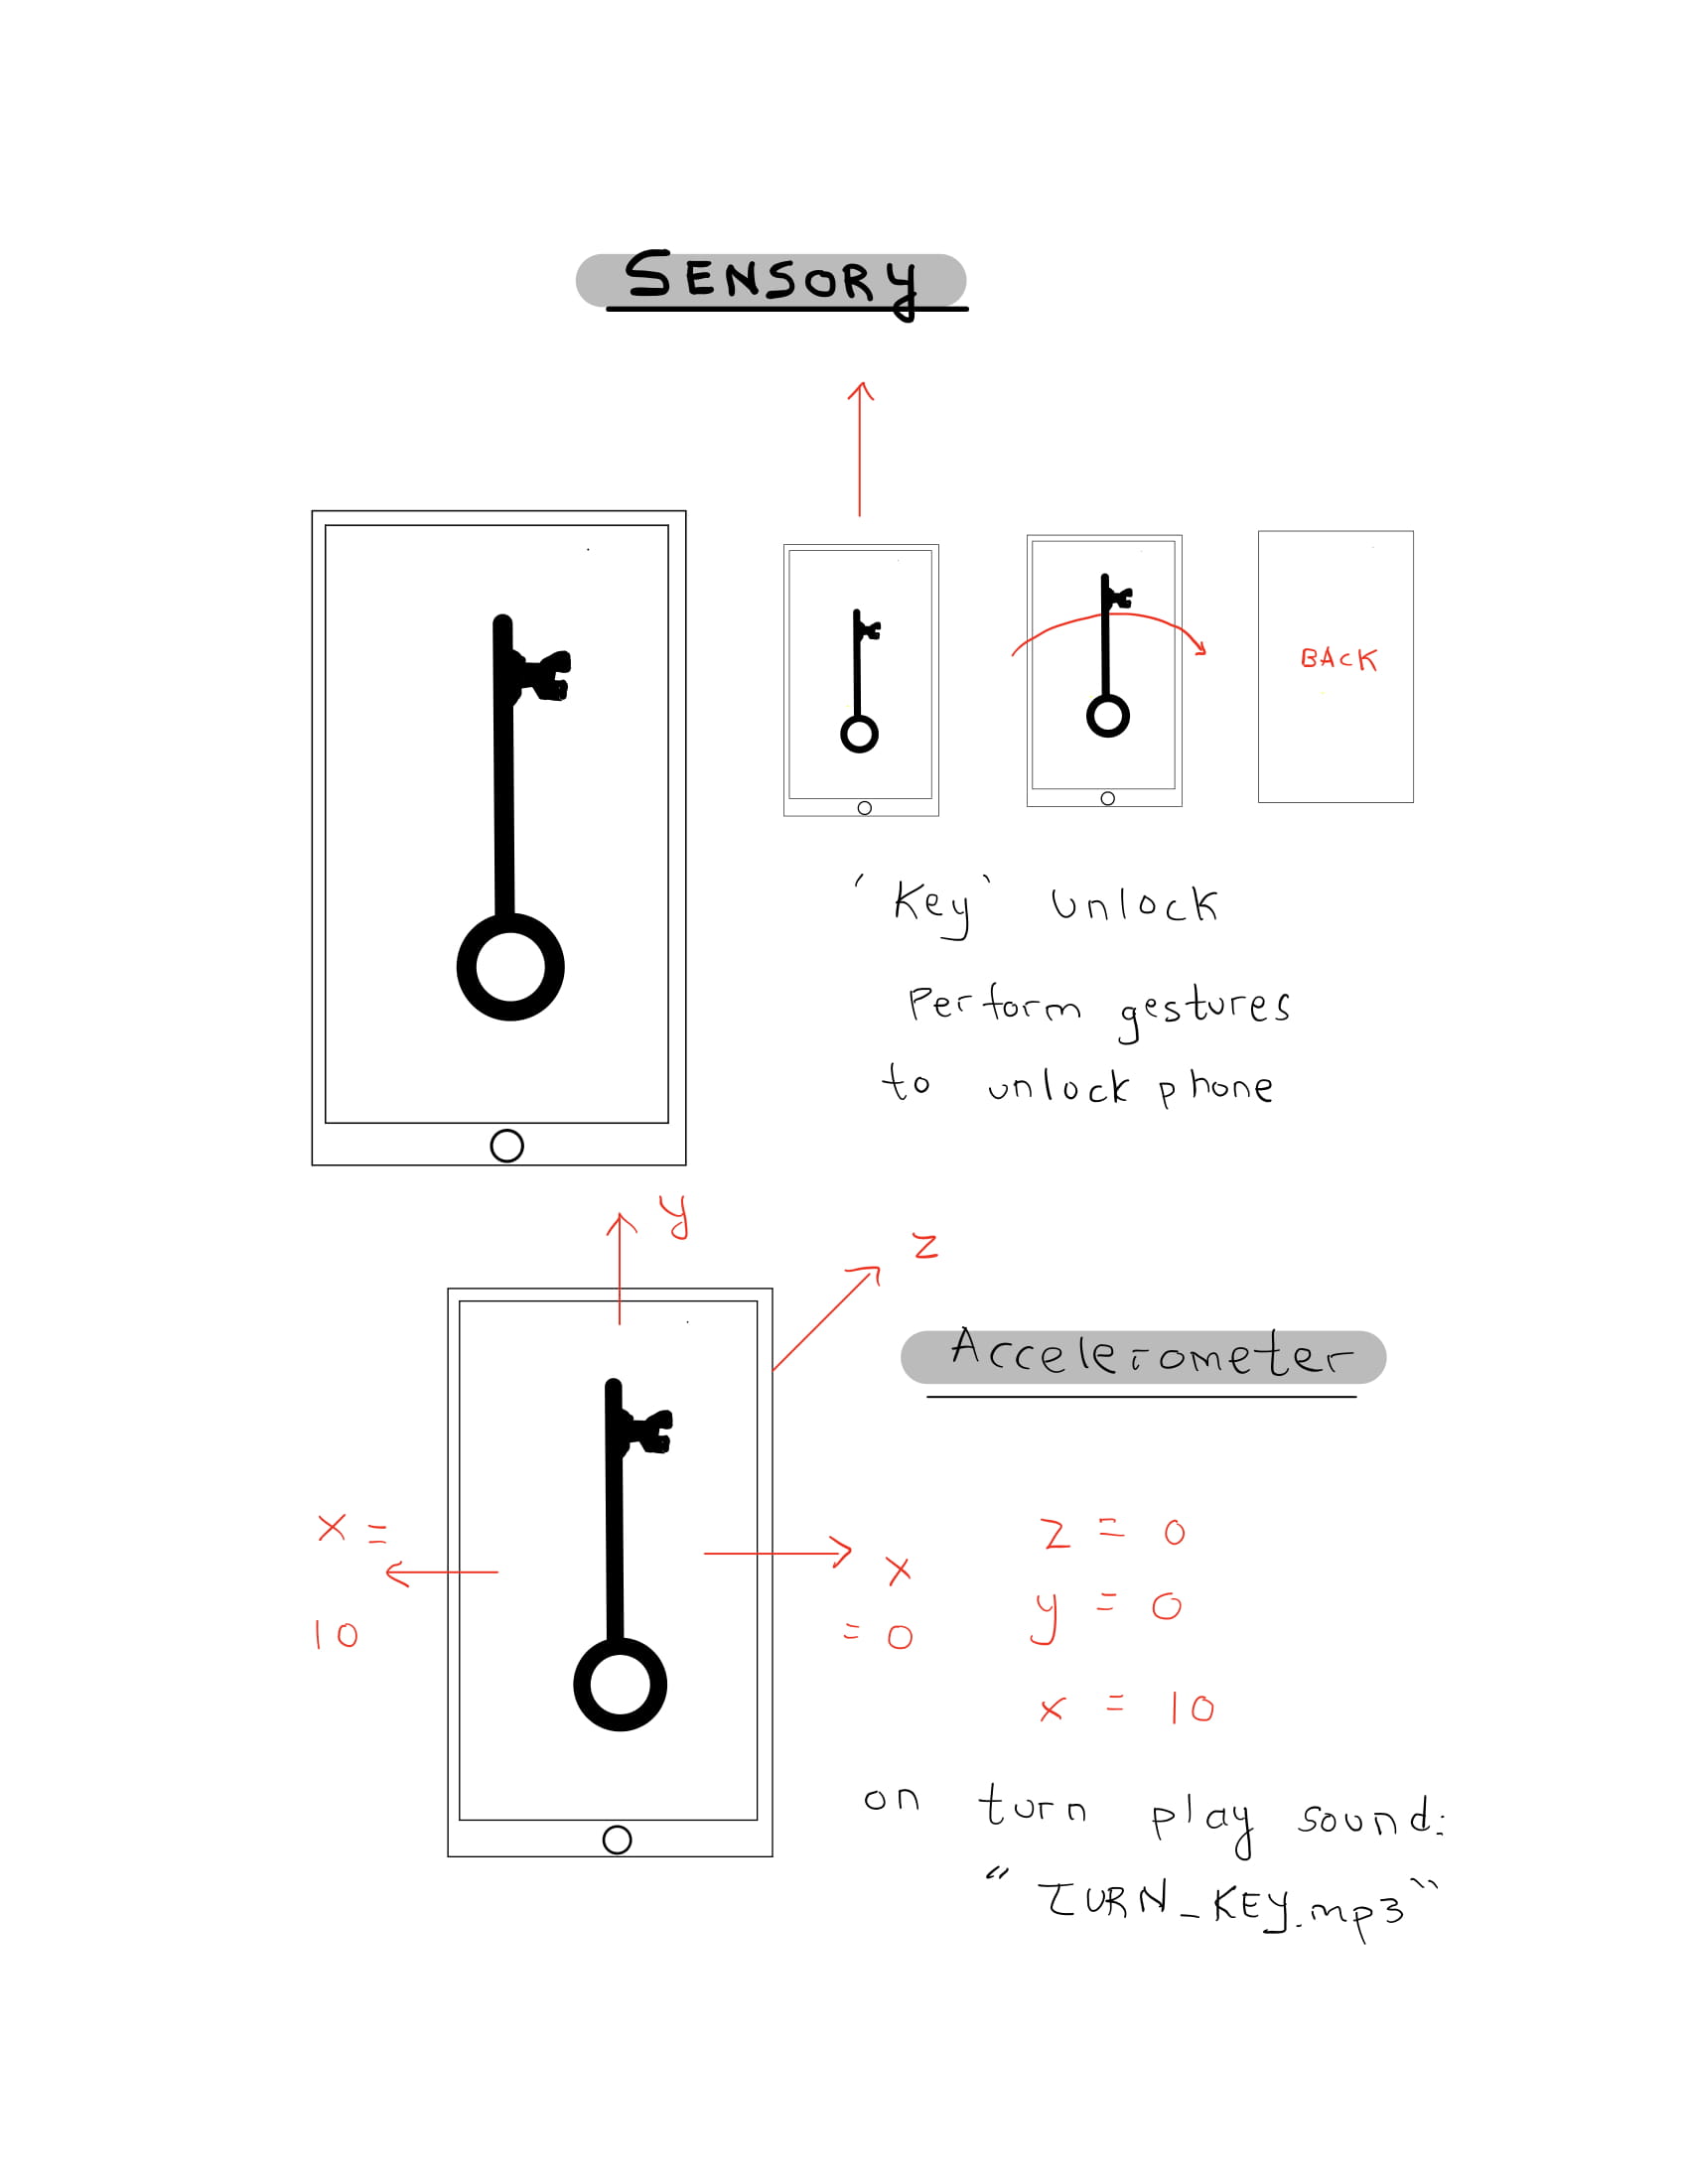 SENSORY
BACK
'Key' Unlock
Perform gestures
to unlock phone
y
z
Accelerometer
x =
10
x
= 0
z = 0
y = 0
x = 10
on turn play sound:
"TURN_KEY.mp3"